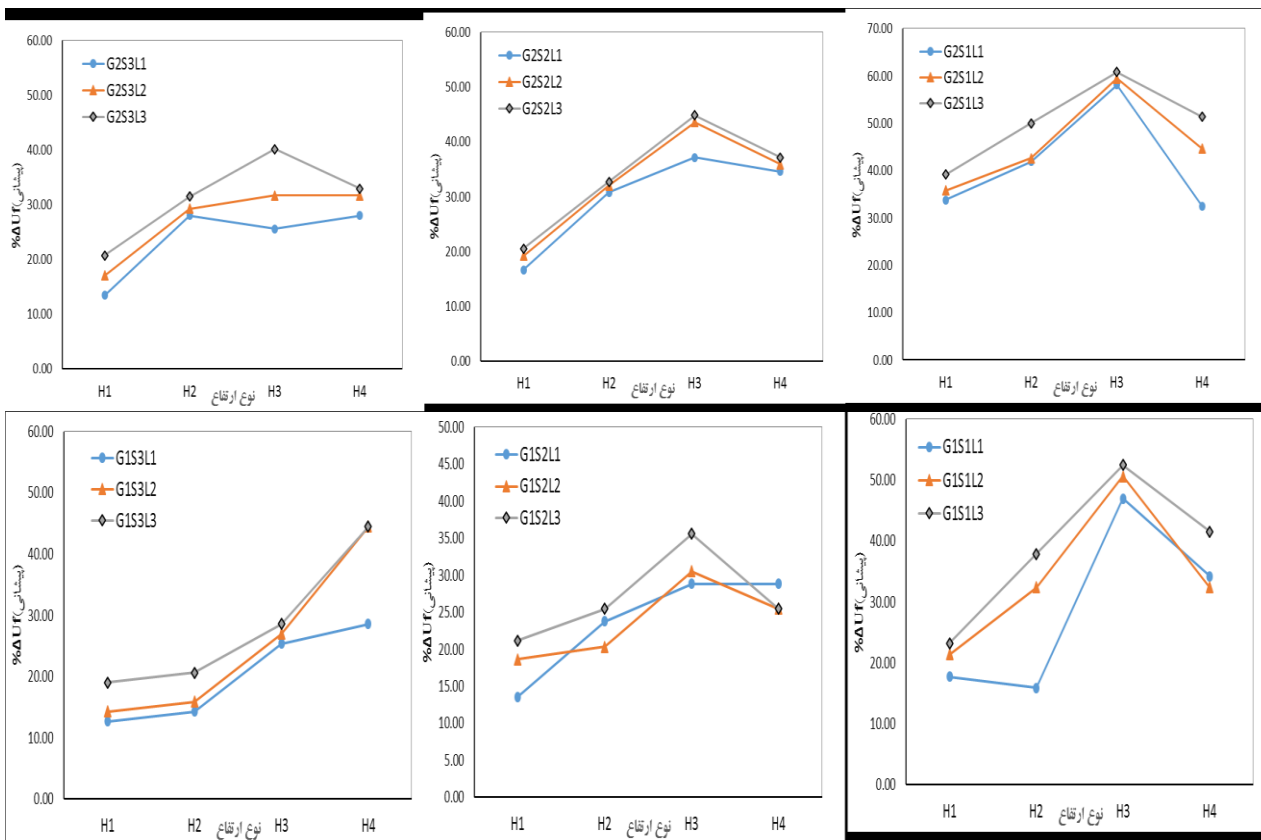 60.00
50.00
40.00
30.00
20.00
10.00
0.00
G2S3L1
G2S3L2
G2S3L3
%ΔUf(پیشانی)
H1
H2
H3
H4
نوع ارتفاع
60.00
50.00
40.00
30.00
20.00
10.00
0.00
G2S2L1
G2S2L2
G2S2L3
%ΔUf(پیشانی)
H1
H2
H3
H4
نوع ارتفاع
70.00
60.00
50.00
40.00
30.00
20.00
10.00
0.00
G2S1L1
G2S1L2
G2S1L3
%ΔUf(پیشانی)
H1
H2
H3
H4
نوع ارتفاع
60.00
50.00
40.00
30.00
20.00
10.00
0.00
G1S3L1
G1S3L2
G1S3L3
%ΔUf(پیشانی)
H1
H2
H3
H4
نوع ارتفاع
50.00
45.00
40.00
35.00
30.00
25.00
20.00
15.00
10.00
5.00
0.00
G1S2L1
G1S2L2
G1S2L3
%ΔUf(پیشانی)
H1
H2
H3
H4
نوع ارتفاع
60.00
50.00
40.00
30.00
20.00
10.00
0.00
G1S1L1
G1S1L2
G1S1L3
%ΔUf(پیشانی)
H1
H2
H3
H4
نوع ارتفاع